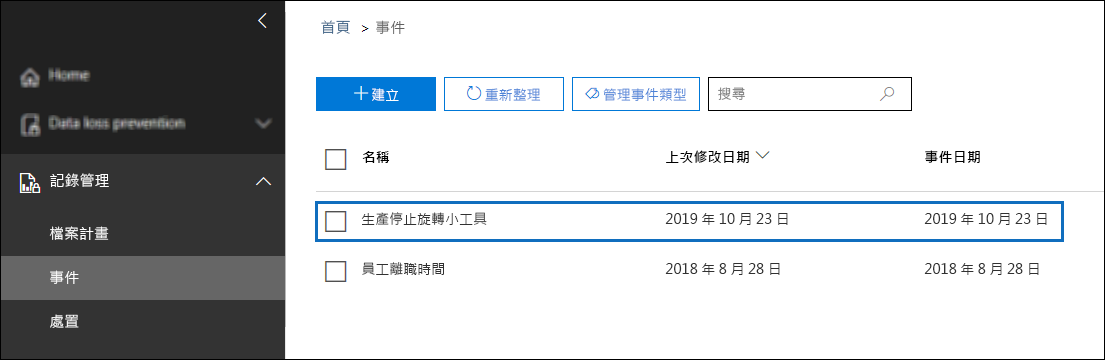 Home
Data loss prevention
記錄管理
檔案計畫
事件
處置
首頁 > 事件
建立 重新整理 管理事件類型 搜尋
名稱 上次修改日期 事件日期
生產停止旋轉小工具 2019 年 10 月 23 日 2019 年 10 月 23 日
員工離職時間 2018 年 8 月 28 日 2018 年 8 月 28 日